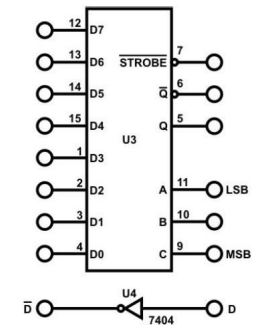 12 D7
13 D6 STROBE 7
14 D5 Q̅ 6
15 D4 Q 5
U3
1 D3
2 D2 A 11 LSB
3 D1 B 10
4 D0 C 9 MSB
U4
D̅ D
7404